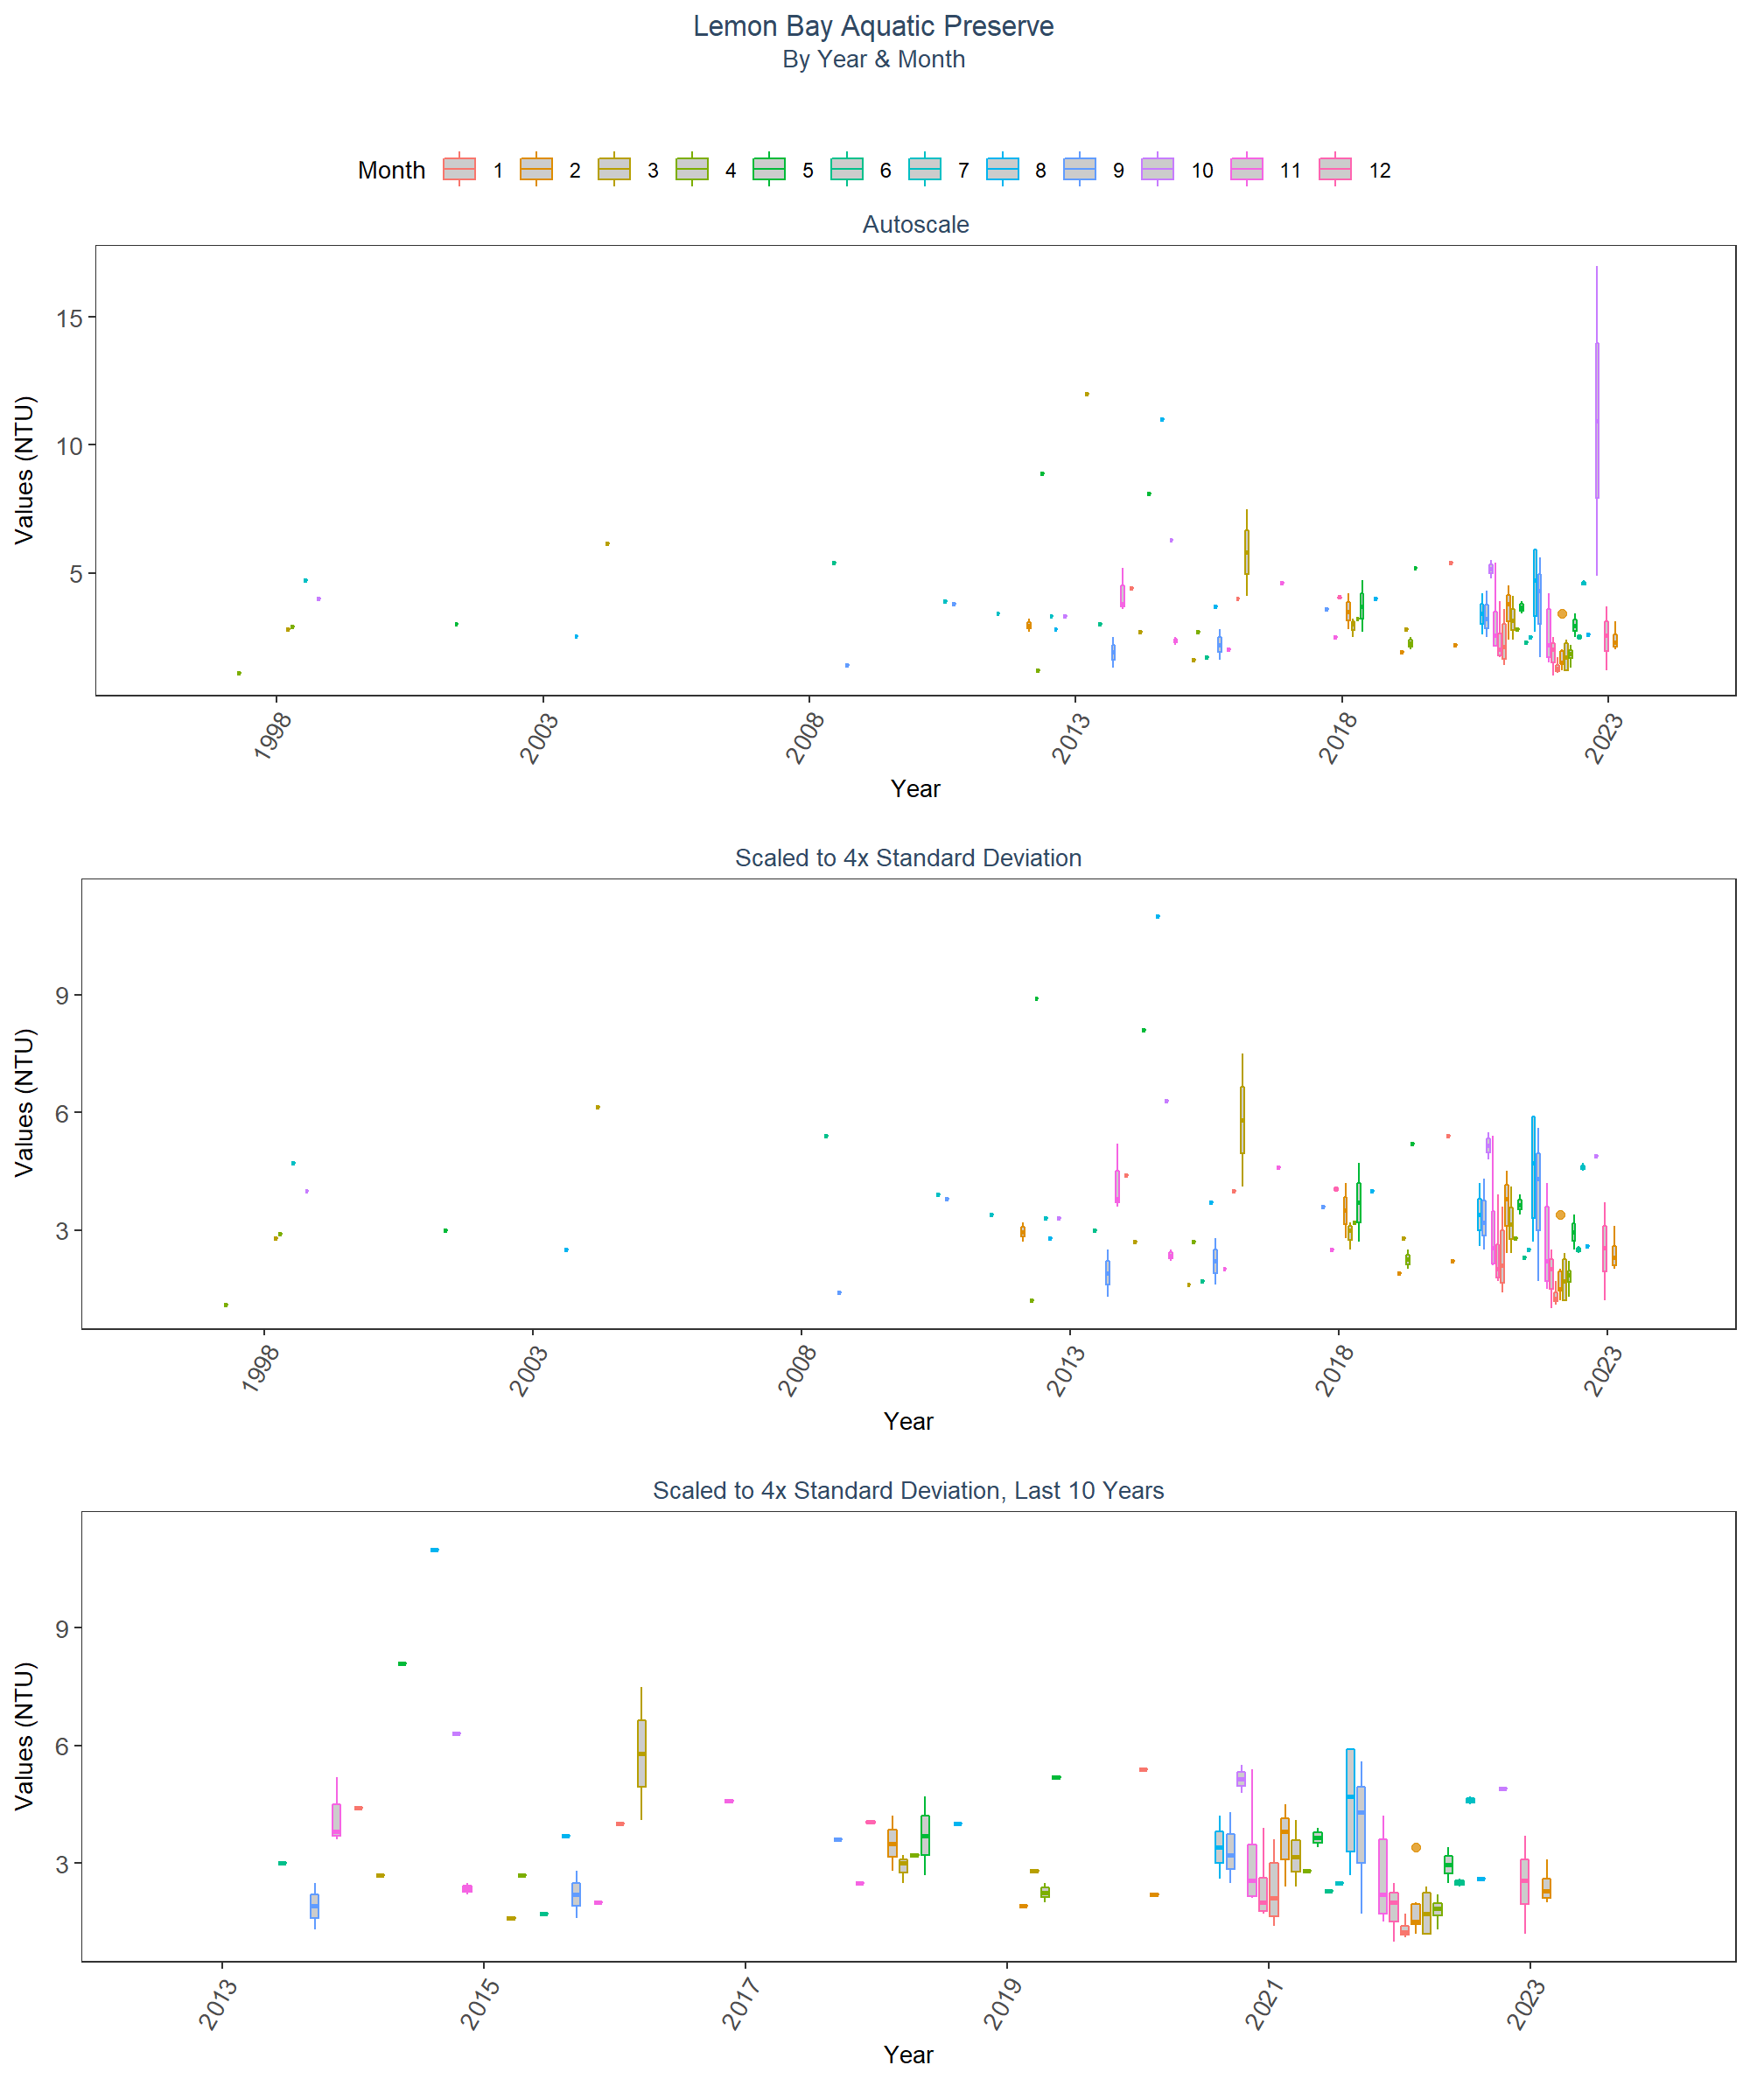 Lemon Bay Aquatic Preserve
By Year & Month
Month 1 2 3 4 5 6 7 8 9 10 11 12
Autoscale
Values (NTU)
15
10
5
1998 2003 2008 2013 2018 2023
Year
Scaled to 4x Standard Deviation
Values (NTU)
9
6
3
1998 2003 2008 2013 2018 2023
Year
Scaled to 4x Standard Deviation, Last 10 Years
Values (NTU)
9
6
3
2013 2015 2017 2019 2021 2023
Year